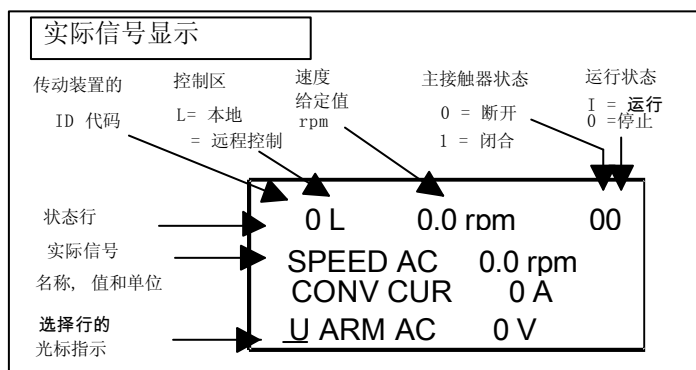 实际信号显示
传动装置的
ID 代码
控制区
L= 本地
= 远程控制
速度
给定值
rpm
主接触器状态
0 = 断开
1 = 闭合
运行状态
I = 运行
0 =停止
状态行
0 L 0.0 rpm 00
实际信号
名称, 值和单位
SPEED AC 0.0 rpm
CONV CUR 0 A
选择行的
光标指示
U ARM AC 0 V